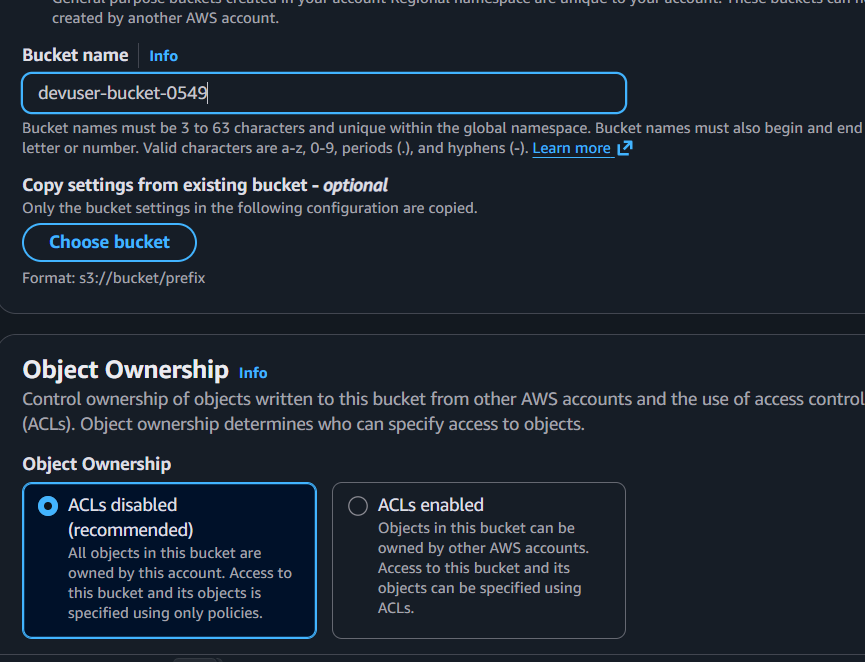 General purpose buckets created in your account Regional namespace are unique to your account. These buckets can
created by another AWS account.
Bucket name Info
devuser-bucket-0549
Bucket names must be 3 to 63 characters and unique within the global namespace. Bucket names must also begin and end
letter or number. Valid characters are a-z, 0-9, periods (.), and hyphens (-). Learn more
Copy settings from existing bucket - optional
Only the bucket settings in the following configuration are copied.
Choose bucket
Format: s3://bucket/prefix
Object Ownership Info
Control ownership of objects written to this bucket from other AWS accounts and the use of access control
(ACLs). Object ownership determines who can specify access to objects.
Object Ownership
ACLs disabled
(recommended)
All objects in this bucket are
owned by this account. Access to
this bucket and its objects is
specified using only policies.
ACLs enabled
Objects in this bucket can be
owned by other AWS accounts.
Access to this bucket and its
objects can be specified using
ACLs.